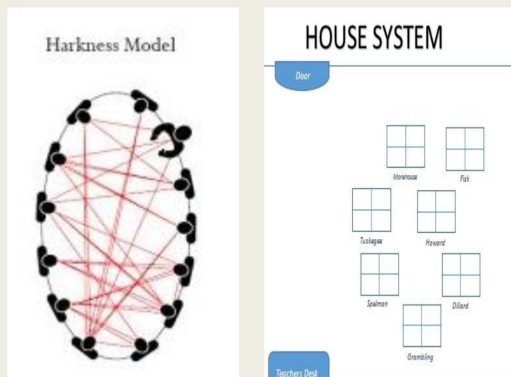 Harkness Model
HOUSE SYSTEM
Door
Morehouse
Fisk
Tuskegee
Howard
Spelman
Dillard
Grambling
Teachers Desk